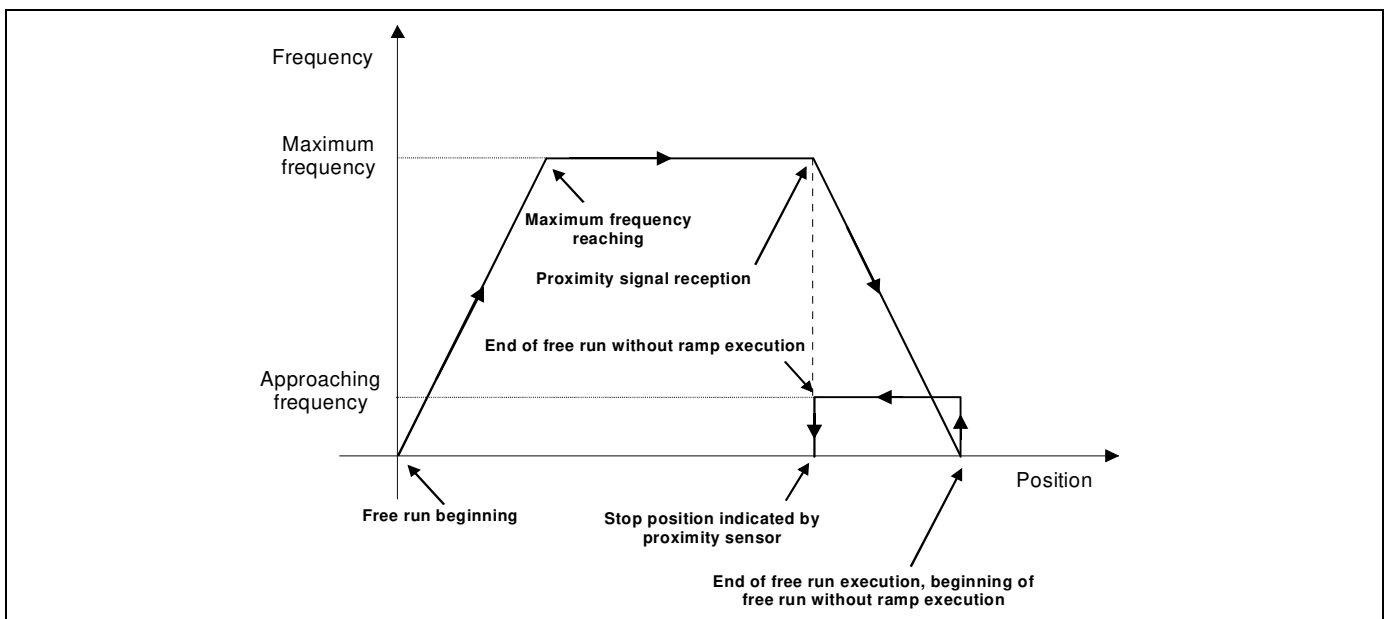 Frequency
Maximum
frequency
Maximum frequency
reaching
Proximity signal reception
End of free run without ramp execution
Approaching
frequency
Position
Free run beginning
Stop position indicated by
proximity sensor
End of free run execution, beginning of
free run without ramp execution